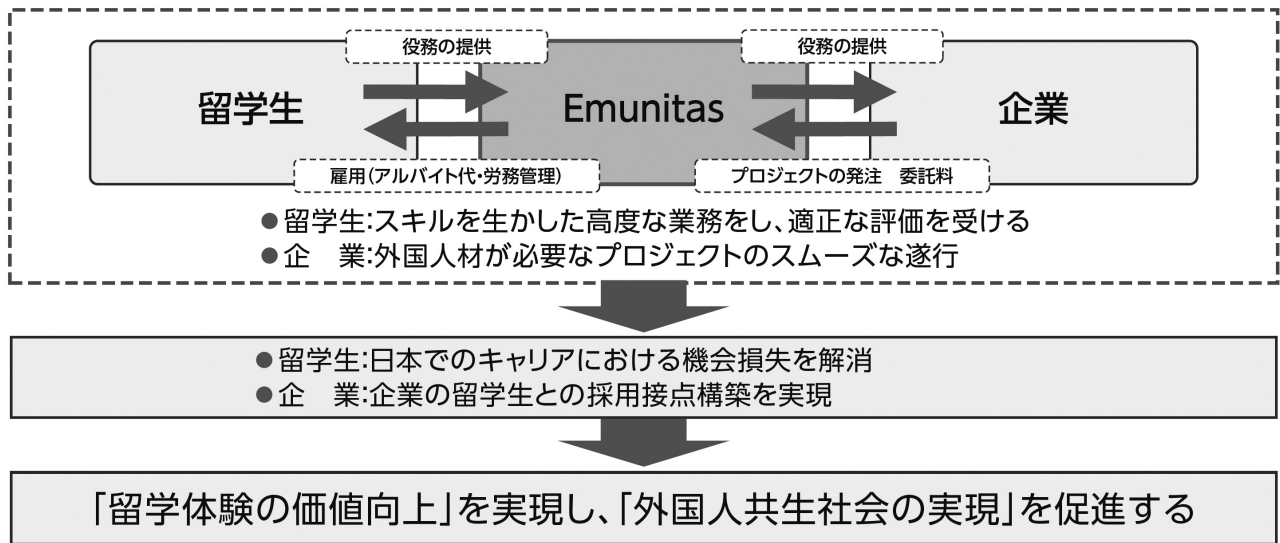 役務の提供
役務の提供
留学生
Emunitas
企業
雇用(アルバイト代・労務管理)
プロジェクトの発注　委託料
●留学生:スキルを生かした高度な業務をし、適正な評価を受ける
●企　業:外国人材が必要なプロジェクトのスムーズな遂行
●留学生:日本でのキャリアにおける機会損失を解消
●企　業:企業の留学生との採用接点構築を実現
「留学体験の価値向上」を実現し、「外国人共生社会の実現」を促進する